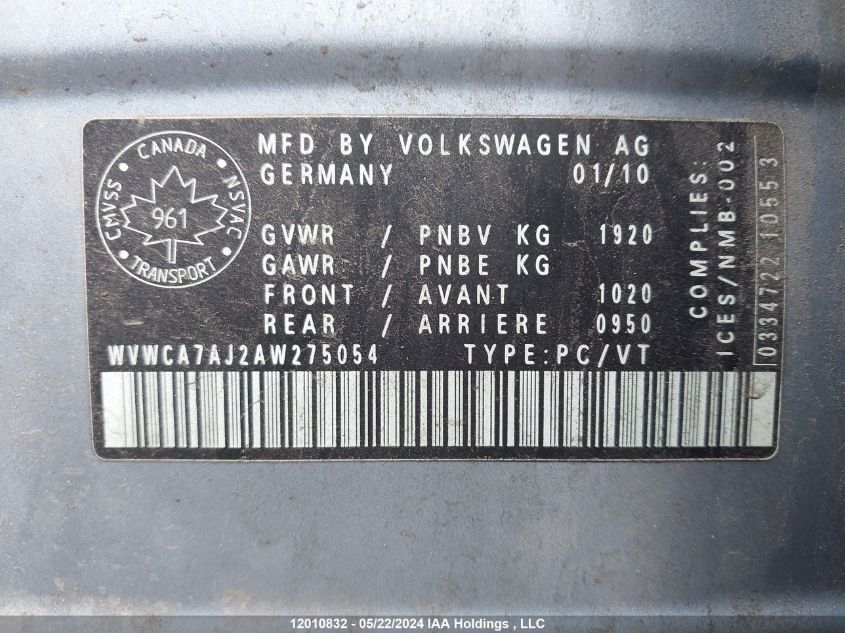 CANADA
CMVSS
NSVAC
961
TRANSPORT
MFD BY VOLKSWAGEN AG
GERMANY 01/10
GVWR / PNBV KG 1920
GAWR / PNBE KG
FRONT / AVANT 1020
REAR / ARRIERE 0950
WVWCA7AJ2AW275054 TYPE:PC/VT
COMPLIES:
ICES/NMB-002
0334722 10553
12010832 - 05/22/2024 IAA Holdings , LLC